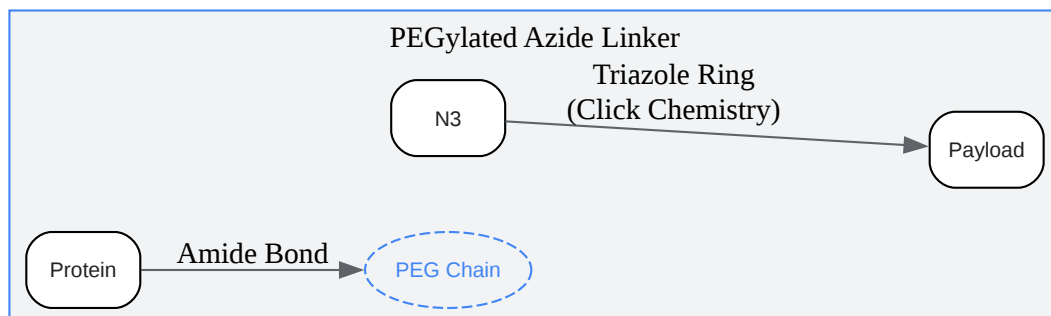 PEGylated Azide Linker
Triazole Ring
(Click Chemistry)
N3
Payload
Amide Bond
Protein
PEG Chain